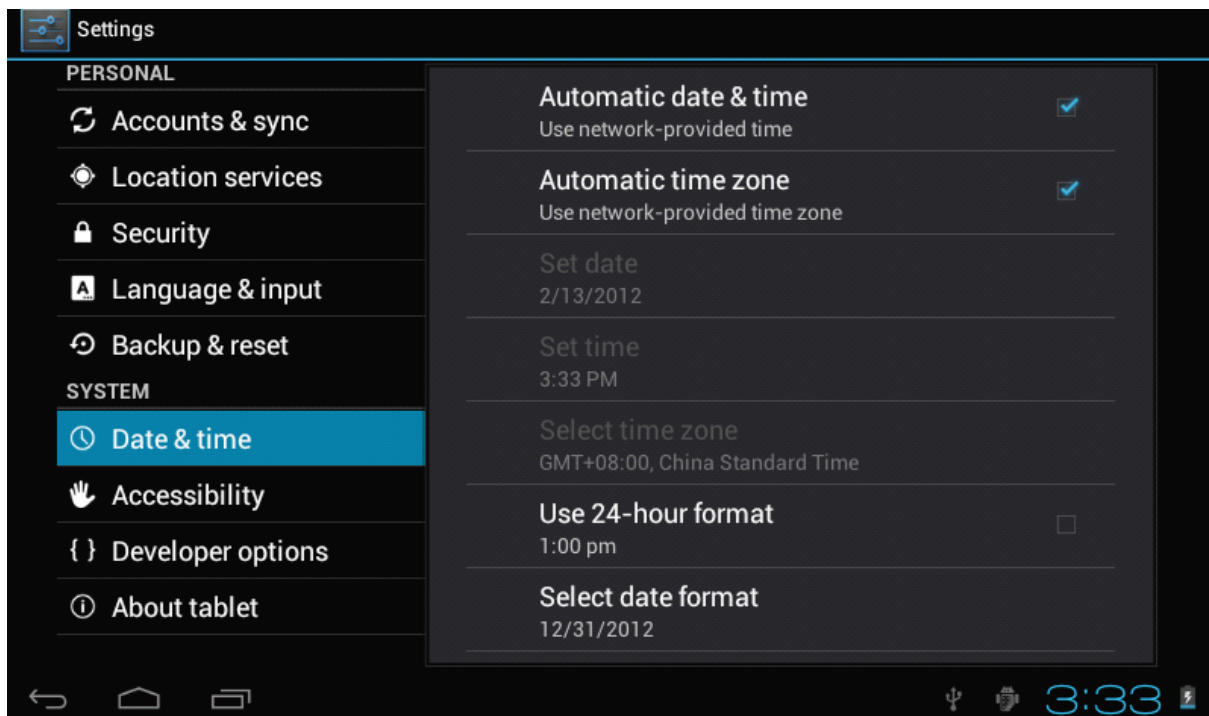 Settings
PERSONAL
Accounts & sync
Location services
Security
Language & input
Backup & reset
SYSTEM
Date & time
Accessibility
{ } Developer options
About tablet
Automatic date & time
Use network-provided time
Automatic time zone
Use network-provided time zone
Set date
2/13/2012
Set time
3:33 PM
Select time zone
GMT+08:00, China Standard Time
Use 24-hour format
1:00 pm
Select date format
12/31/2012
3:33